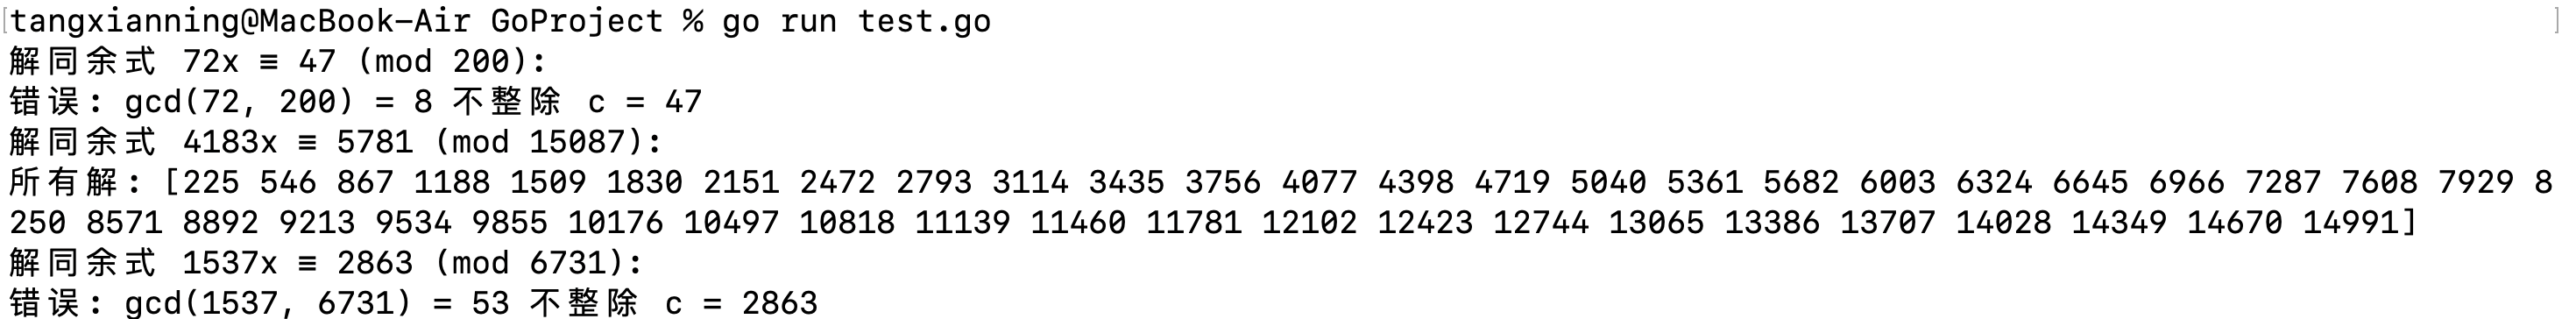 [tangxianning@MacBook-Air GoProject % go run test.go ]
解同余式 72x ≡ 47 (mod 200):
错误: gcd(72, 200) = 8 不整除 c = 47
解同余式 4183x ≡ 5781 (mod 15087):
所有解: [225 546 867 1188 1509 1830 2151 2472 2793 3114 3435 3756 4077 4398 4719 5040 5361 5682 6003 6324 6645 6966 7287 7608 7929 8
250 8571 8892 9213 9534 9855 10176 10497 10818 11139 11460 11781 12102 12423 12744 13065 13386 13707 14028 14349 14670 14991]
解同余式 1537x ≡ 2863 (mod 6731):
错误: gcd(1537, 6731) = 53 不整除 c = 2863